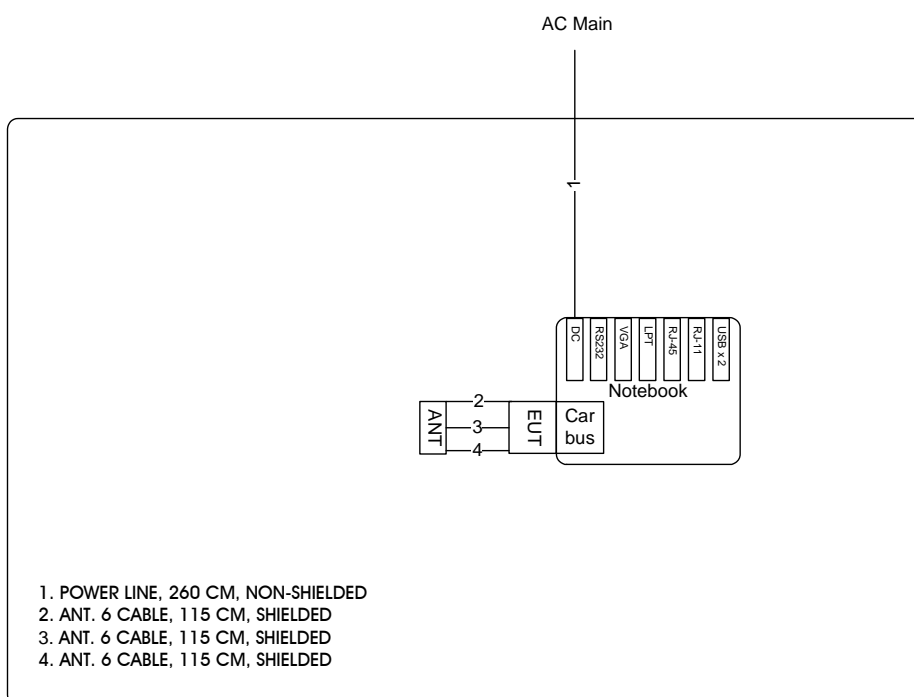 AC Main
1
DC
RS232
VGA
LPT
RJ-45
RJ-11
USB x 2
Notebook
ANT
2
3
4
EUT
Car
bus
1. POWER LINE, 260 CM, NON-SHIELDED
2. ANT. 6 CABLE, 115 CM, SHIELDED
3. ANT. 6 CABLE, 115 CM, SHIELDED
4. ANT. 6 CABLE, 115 CM, SHIELDED